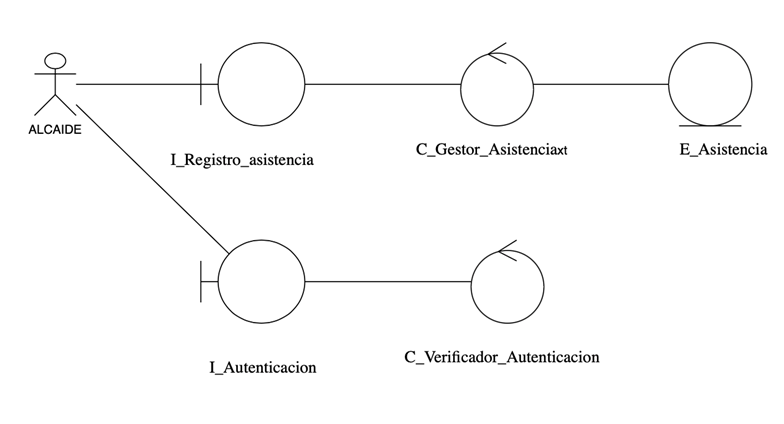 ALCAIDE
I_Registro_asistencia
C_Gestor_Asistenciaxt
E_Asistencia
I_Autenticacion
C_Verificador_Autenticacion